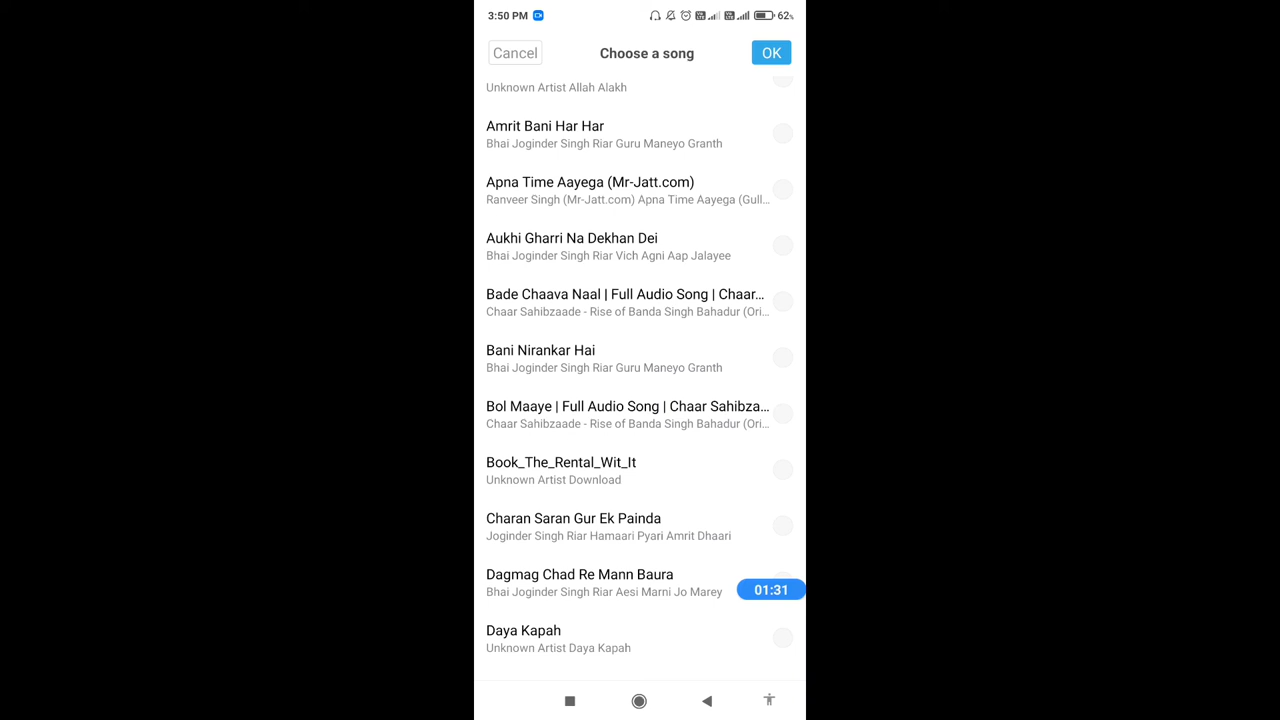 3:50 PM 62%
Cancel Choose a song OK
Unknown Artist Allah Alakh
Amrit Bani Har Har
Bhai Joginder Singh Riar Guru Maneyo Granth
Apna Time Aayega (Mr-Jatt.com)
Ranveer Singh (Mr-Jatt.com) Apna Time Aayega (Gull...
Aukhi Gharri Na Dekhan Dei
Bhai Joginder Singh Riar Vich Agni Aap Jalayee
Bade Chaava Naal | Full Audio Song | Chaar...
Chaar Sahibzaade - Rise of Banda Singh Bahadur (Ori...
Bani Nirankar Hai
Bhai Joginder Singh Riar Guru Maneyo Granth
Bol Maaye | Full Audio Song | Chaar Sahibza...
Chaar Sahibzaade - Rise of Banda Singh Bahadur (Ori...
Book_The_Rental_Wit_It
Unknown Artist Download
Charan Saran Gur Ek Painda
Joginder Singh Riar Hamaari Pyari Amrit Dhaari
Dagmag Chad Re Mann Baura
Bhai Joginder Singh Riar Aesi Marni Jo Marey
01:31
Daya Kapah
Unknown Artist Daya Kapah